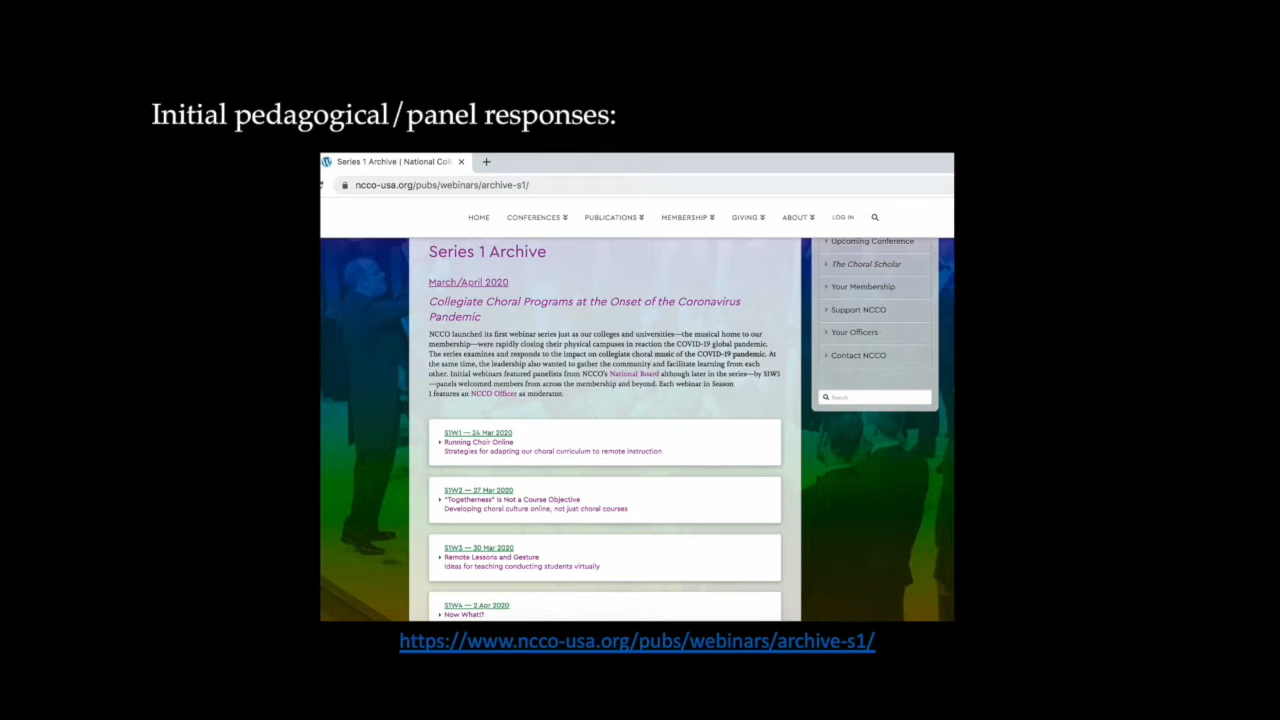 Initial pedagogical/panel responses:
Series 1 Archive | National Coll
ncco-usa.org/pubs/webinars/archive-s1/
HOME CONFERENCES PUBLICATIONS MEMBERSHIP GIVING ABOUT LOG IN
Series 1 Archive
March/April 2020
Collegiate Choral Programs at the Onset of the Coronavirus
Pandemic
NCCO launched its first webinar series just as our colleges and universities—the musical home to our
membership—were rapidly closing their physical campuses in reaction the COVID-19 global pandemic.
The series examines and responds to the impact on collegiate choral music of the COVID-19 pandemic. At
the same time, the leadership also wanted to gather the community and facilitate learning from each
other. Initial webinars featured panelists from NCCO's National Board although later in the series—by S1W5
—panels welcomed members from across the membership and beyond. Each webinar in Season
1 features an NCCO Officer as moderator.
S1W1 — 24 Mar 2020
Running Choir Online
Strategies for adapting our choral curriculum to remote instruction
S1W2 — 27 Mar 2020
"Togetherness" Is Not a Course Objective
Developing choral culture online, not just choral courses
S1W3 — 30 Mar 2020
Remote Lessons and Gesture
Ideas for teaching conducting students virtually
S1W4 — 2 Apr 2020
Now What!?
Upcoming Conference
The Choral Scholar
Your Membership
Support NCCO
Your Officers
Contact NCCO
Search
https://www.ncco-usa.org/pubs/webinars/archive-s1/